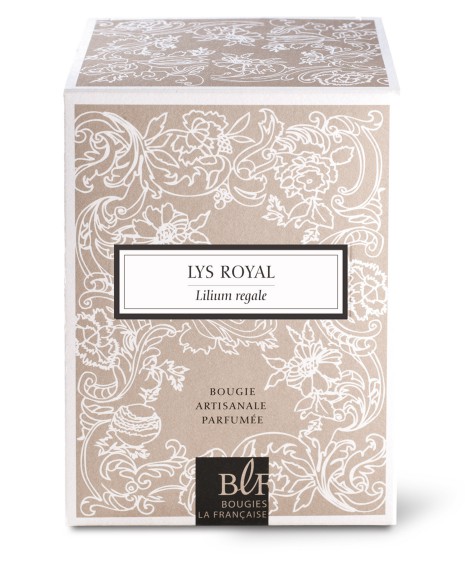 LYS ROYAL
Lilium regale
BOUGIE
ARTISANALE
PARFUMÉE
BLF
BOUGIES
LA FRANÇAISE